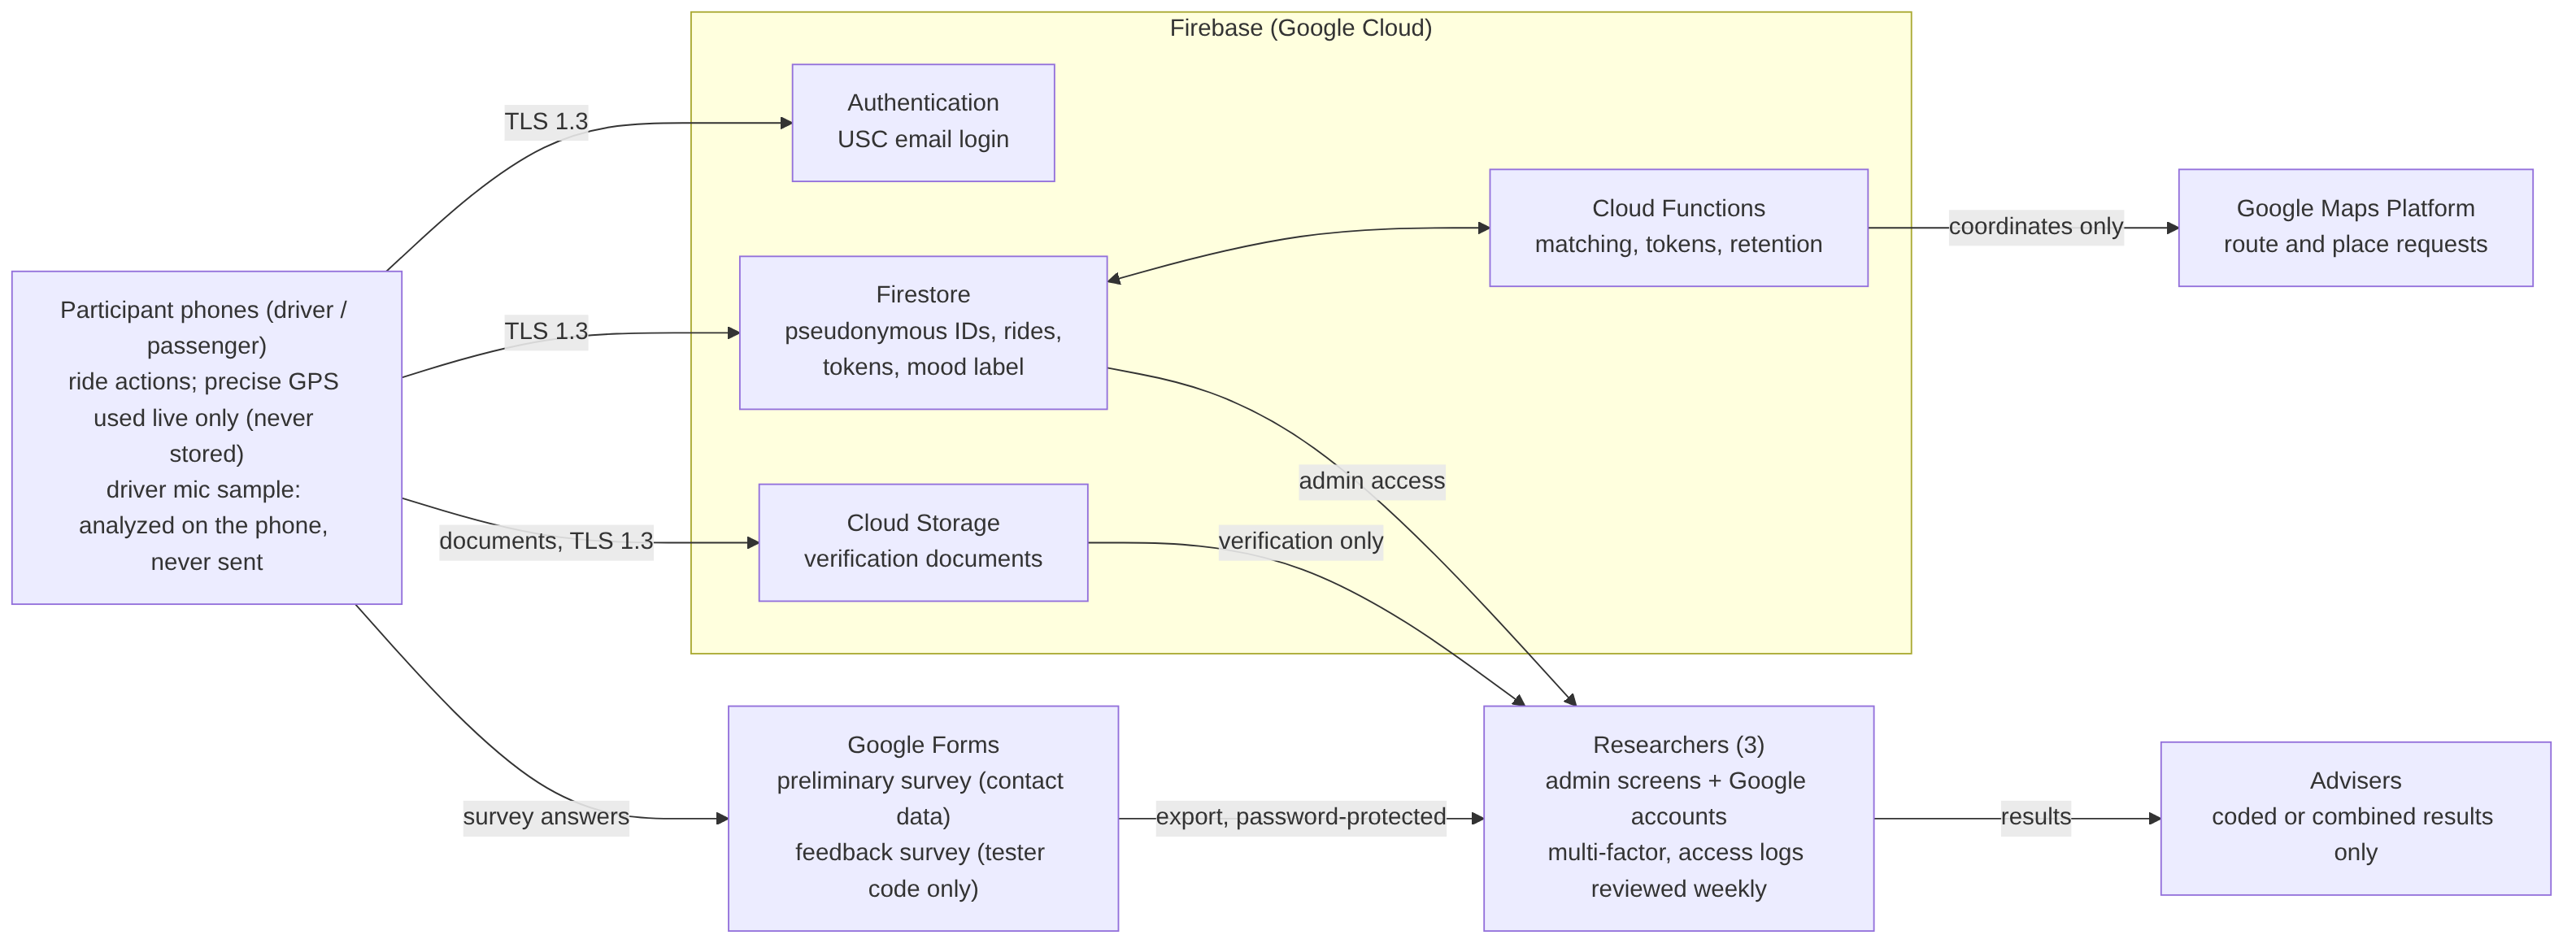 Firebase (Google Cloud)
TLS 1.3
Authentication
USC email login
Cloud Functions
matching, tokens, retention
coordinates only
Google Maps Platform
route and place requests
Participant phones (driver /
passenger)
ride actions; precise GPS
used live only (never
stored)
driver mic sample:
analyzed on the phone,
never sent
TLS 1.3
Firestore
pseudonymous IDs, rides,
tokens, mood label
admin access
documents, TLS 1.3
Cloud Storage
verification documents
verification only
survey answers
Google Forms
preliminary survey (contact
data)
feedback survey (tester
code only)
export, password-protected
Researchers (3)
admin screens + Google
accounts
multi-factor, access logs
reviewed weekly
results
Advisers
coded or combined results
only